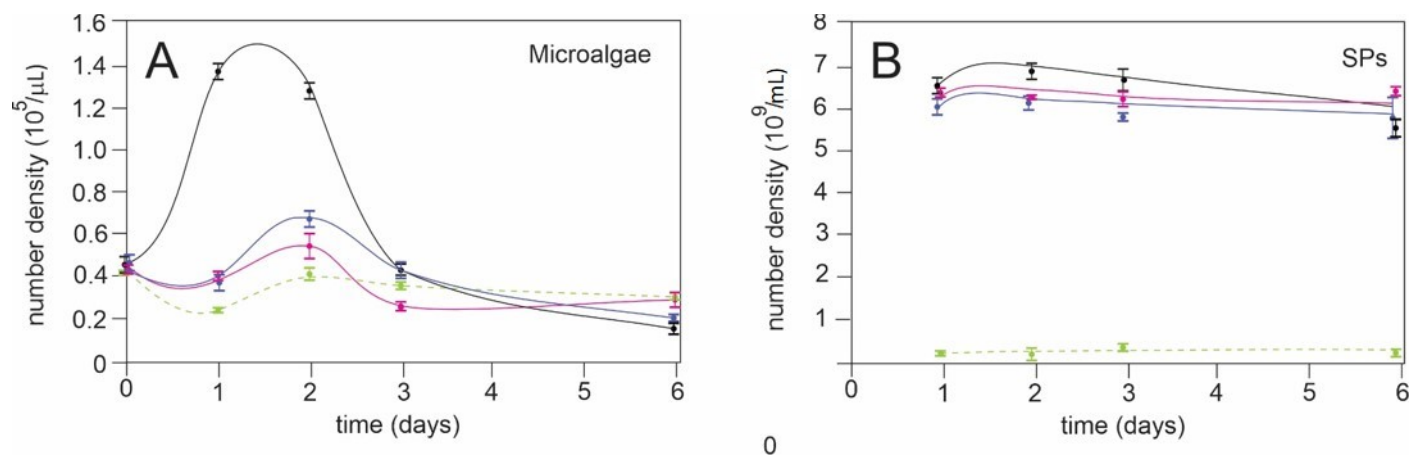 A
Microalgae
number density (10⁵/μL)
1.6
1.4
1.2
1.0
0.8
0.6
0.4
0.2
0
0 1 2 3 4 5 6
time (days)
B
SPs
number density (10⁹/mL)
8
7
6
5
4
3
2
1
0 1 2 3 4 5 6
time (days)
0